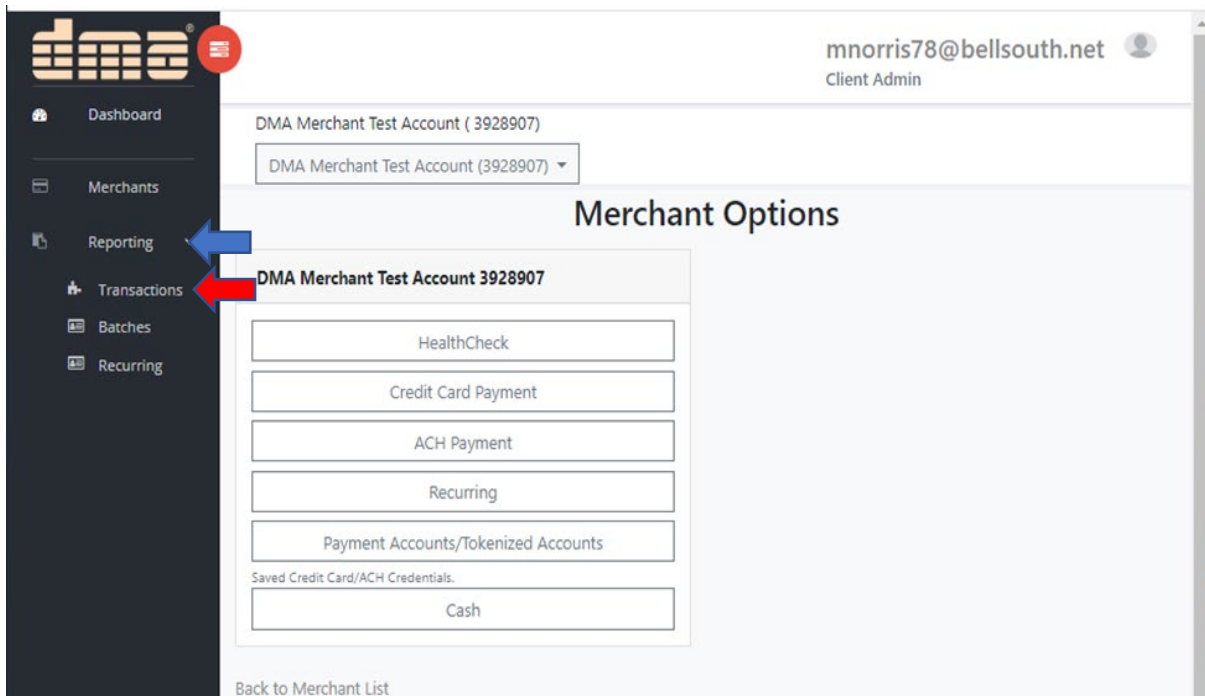 dma®
mnorris78@bellsouth.net
Client Admin
Dashboard
Merchants
Reporting
Transactions
Batches
Recurring
DMA Merchant Test Account ( 3928907)
DMA Merchant Test Account (3928907)
Merchant Options
DMA Merchant Test Account 3928907
HealthCheck
Credit Card Payment
ACH Payment
Recurring
Payment Accounts/Tokenized Accounts
Saved Credit Card/ACH Credentials.
Cash
Back to Merchant List